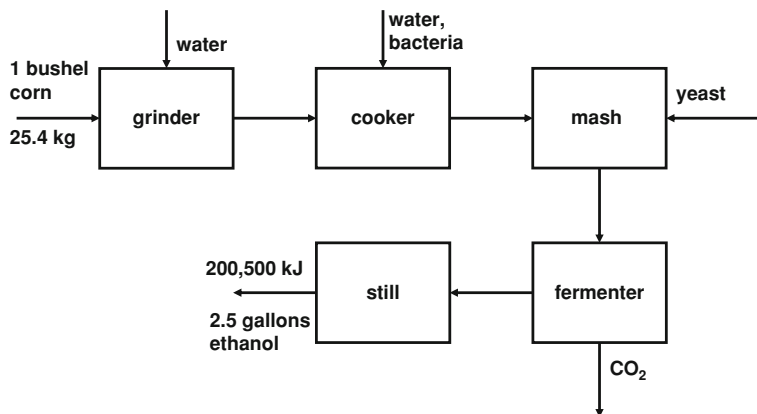 water
water,
bacteria
1 bushel
corn
25.4 kg
grinder
cooker
mash
yeast
200,500 kJ
2.5 gallons
ethanol
still
fermenter
CO₂